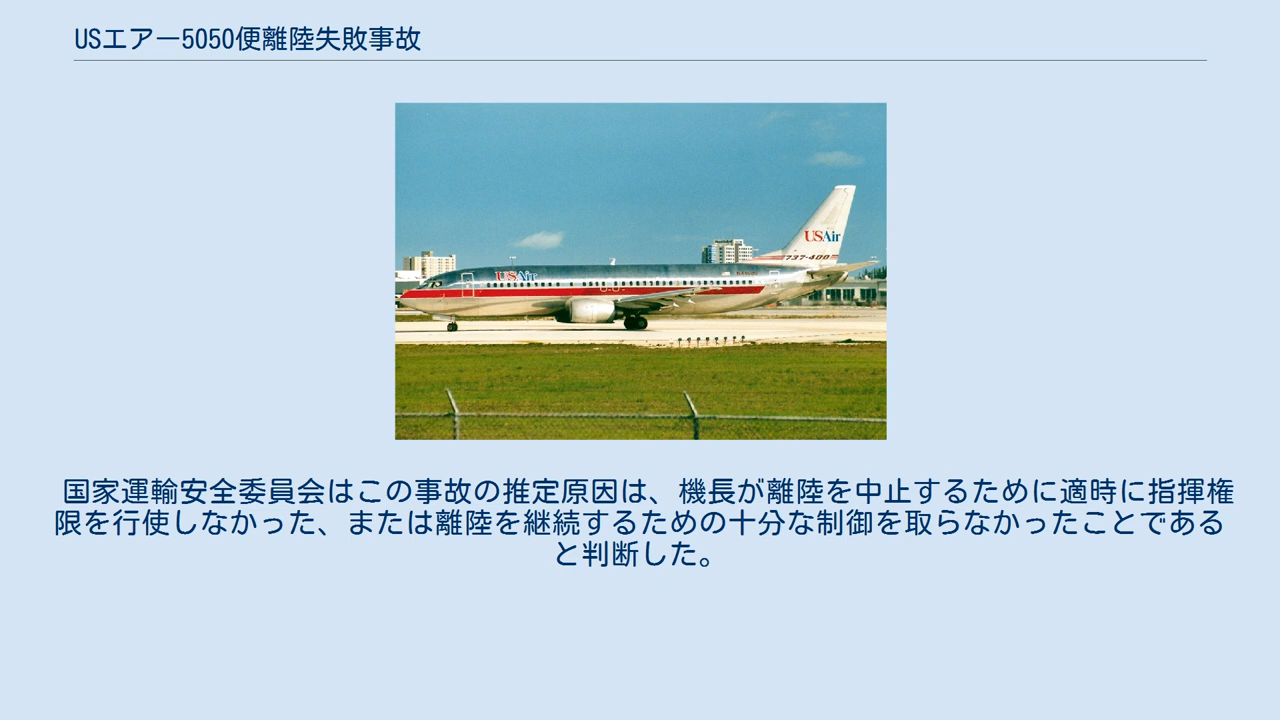 USエアー5050便離陸失敗事故
USAir
737-400
USAir
国家運輸安全委員会はこの事故の推定原因は、機長が離陸を中止するために適時に指揮権
限を行使しなかった、または離陸を継続するための十分な制御を取らなかったことである
と判断した。